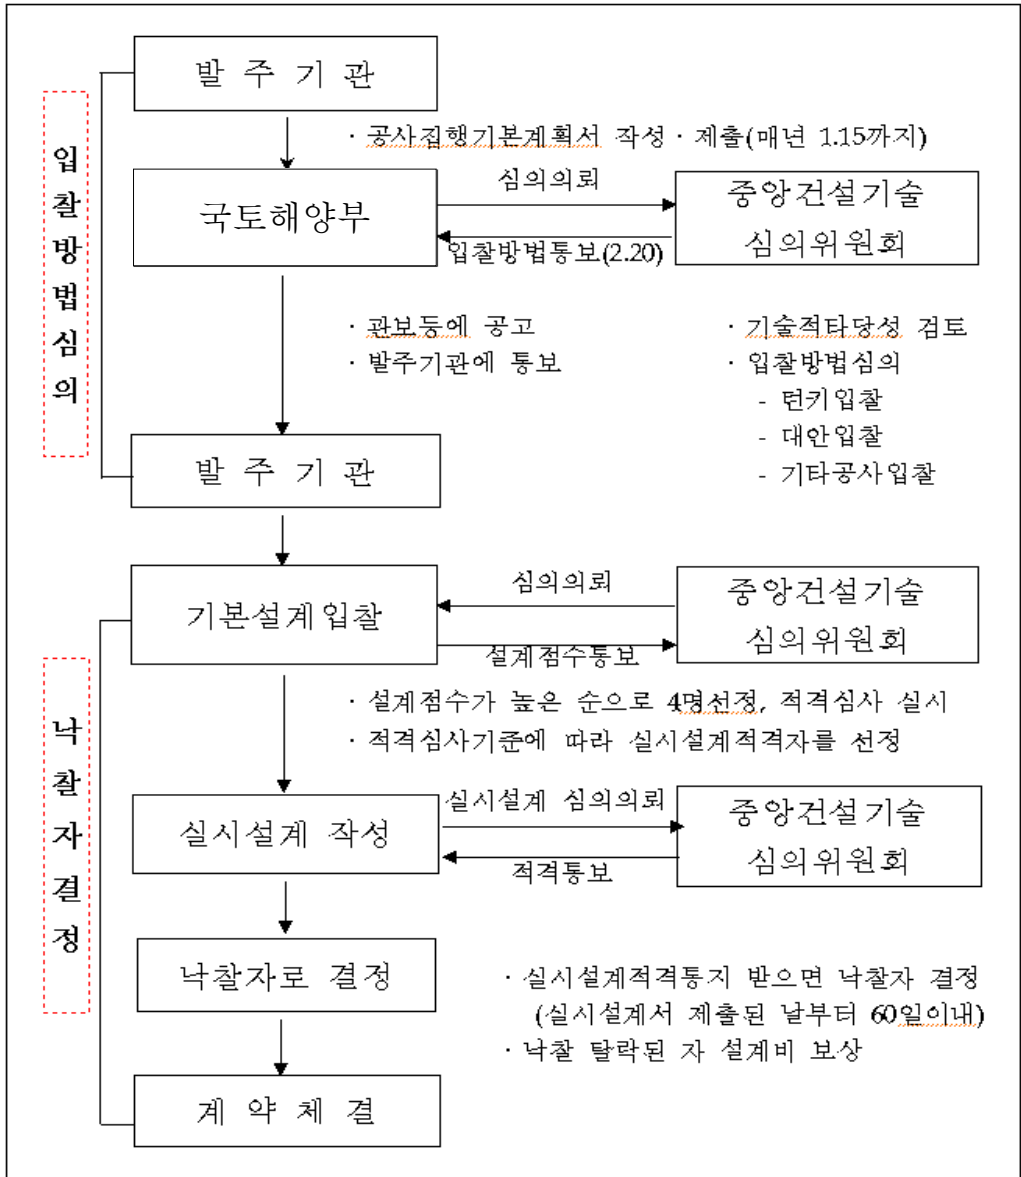 발 주 기 관
· 공사집행기본계획서 작성 · 제출(매년 1.15까지)
입찰방법심의
국토해양부
심의의뢰
입찰방법통보(2.20)
중앙건설기술
심의위원회
· 관보등에 공고
· 발주기관에 통보
· 기술적타당성 검토
· 입찰방법심의
- 턴키입찰
- 대안입찰
- 기타공사입찰
발 주 기 관
기본설계입찰
심의의뢰
설계점수통보
중앙건설기술
심의위원회
낙찰자결정
· 설계점수가 높은 순으로 4명선정, 적격심사 실시
· 적격심사기준에 따라 실시설계적격자를 선정
실시설계 작성
실시설계 심의의뢰
적격통보
중앙건설기술
심의위원회
낙찰자로 결정
· 실시설계적격통지 받으면 낙찰자 결정
(실시설계서 제출된 날부터 60일이내)
· 낙찰 탈락된 자 설계비 보상
계 약 체 결